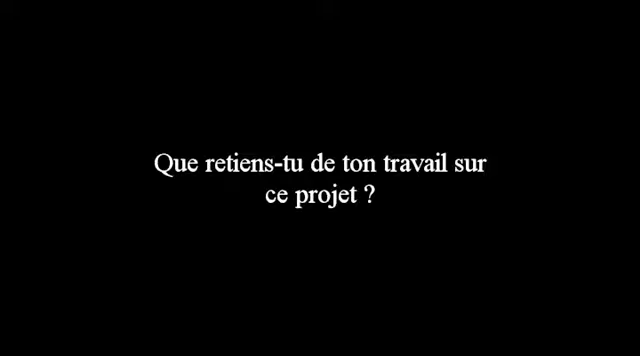 Que retiens-tu de ton travail sur
ce projet ?